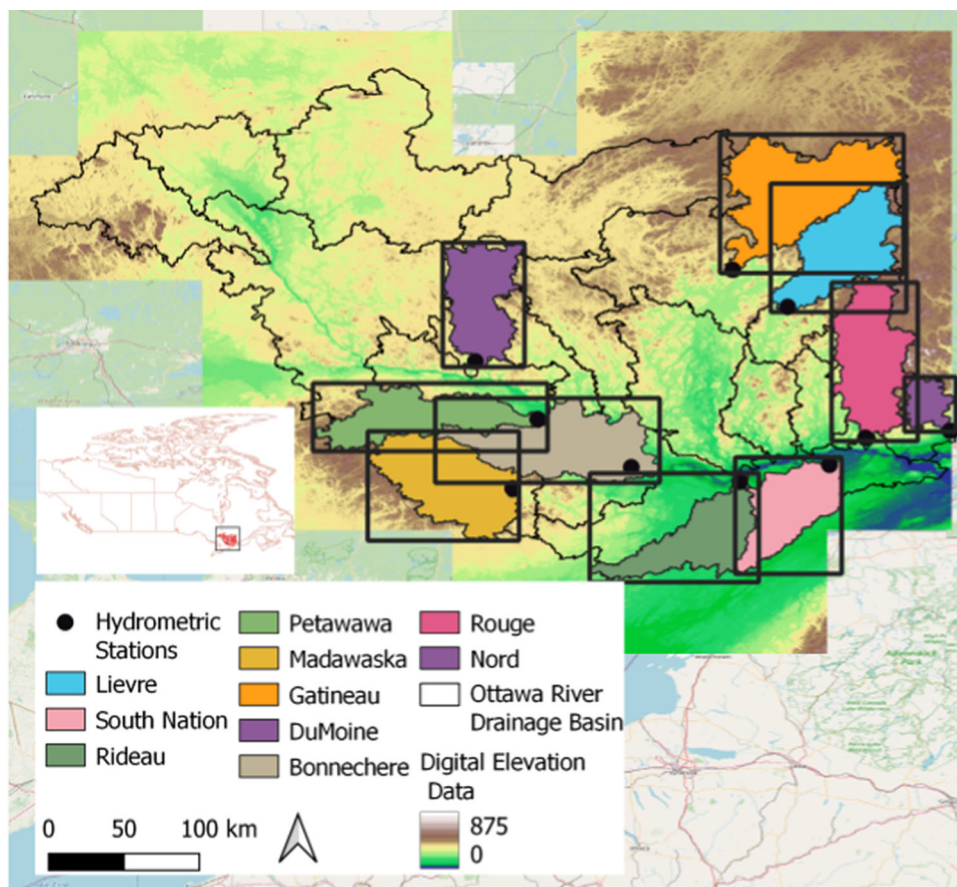 Hydrometric
Stations
Lievre
South Nation
Rideau
Petawawa
Madawaska
Gatineau
DuMoine
Bonnechere
Rouge
Nord
Ottawa River
Drainage Basin
Digital Elevation
Data
875
0
0 50 100 km